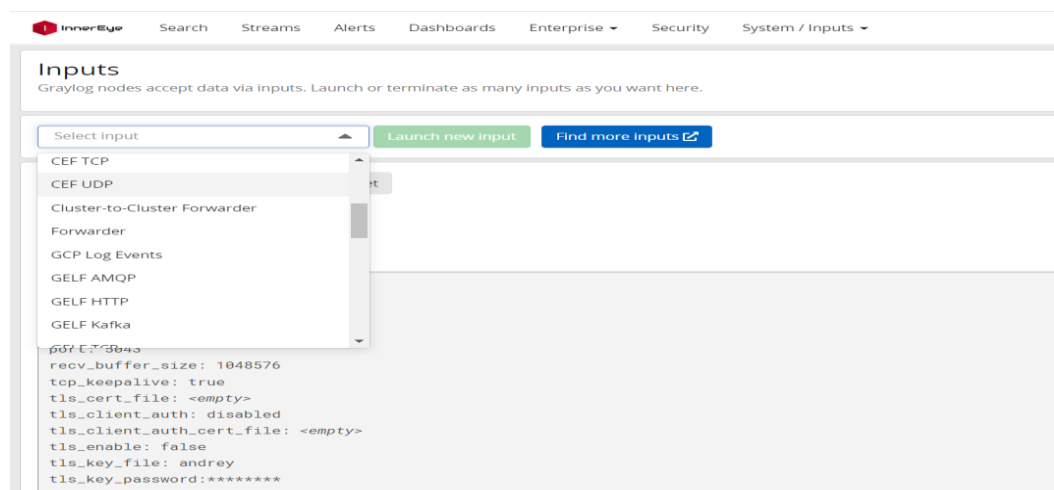 InnerEye Search Streams Alerts Dashboards Enterprise Security System / Inputs
Inputs
Graylog nodes accept data via inputs. Launch or terminate as many inputs as you want here.
Select input Launch new input Find more inputs
CEF TCP
CEF UDP
Cluster-to-Cluster Forwarder
Forwarder
GCP Log Events
GELF AMQP
GELF HTTP
GELF Kafka
recv_buffer_size: 1048576
tcp_keepalive: true
tls_cert_file: <empty>
tls_client_auth: disabled
tls_client_auth_cert_file: <empty>
tls_enable: false
tls_key_file: andrey
tls_key_password:********